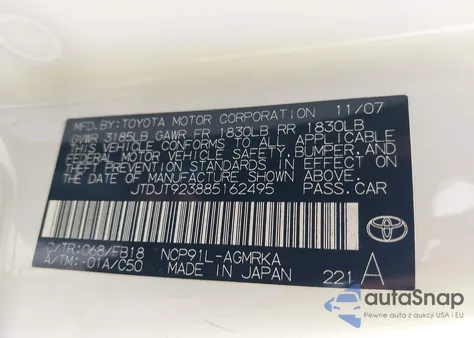 MFD.BY:TOYOTA MOTOR CORPORATION 11/07
GVWR 3185LB GAWR FR 1830LB RR 1830LB
THIS VEHICLE CONFORMS TO ALL APPLICABLE
FEDERAL MOTOR VEHICLE SAFETY, BUMPER, AND
THEFT PREVENTION STANDARDS IN EFFECT ON
THE DATE OF MANUFACTURE SHOWN ABOVE.
JTDJT923885162495 PASS.CAR
C/TR:068/FB18 NCP91L-AGMRKA
A/TM:-01A/C50 MADE IN JAPAN 221 A
TOYOTA
autoSnap
Pewne auta z aukcji USA i EU